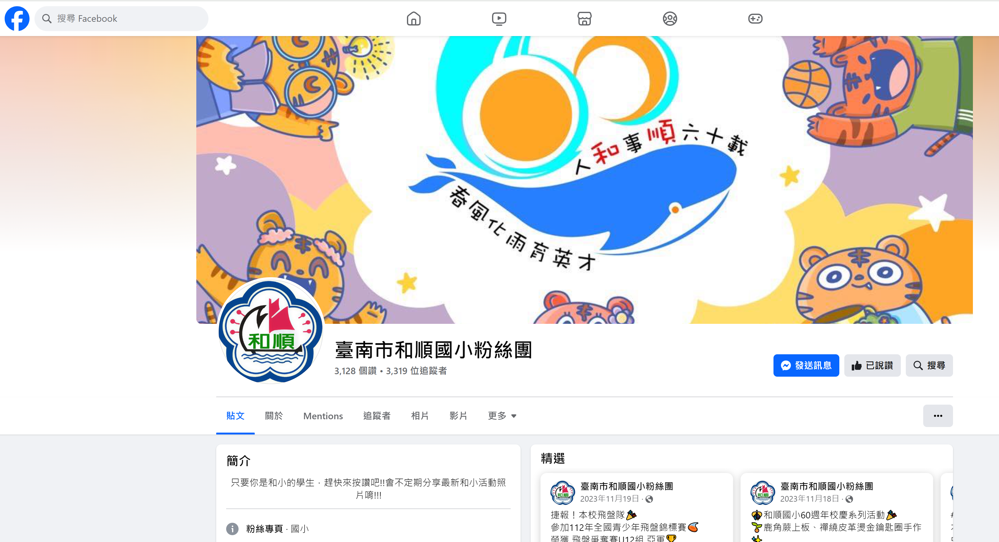 搜尋 Facebook
人和事順六十載
春風化雨育英才
和順
臺南市和順國小粉絲團
3,128 個讚 • 3,319 位追蹤者
發送訊息
已說讚
搜尋
貼文
關於
Mentions
追蹤者
相片
影片
更多
簡介
只要你是和小的學生，趕快來按讚吧!!會不定期分享最新和小活動照
片唷!!!
粉絲專頁 · 國小
精選
和順
臺南市和順國小粉絲團
2023年11月19日 ·
捷報！本校飛盤隊🎉
參加112年全國青少年飛盤錦標賽
榮獲 飛盤爭奪賽U12組 亞軍🏆
和順
臺南市和順國小粉絲團
2023年11月18日 ·
和順國小60週年校慶系列活動🎉
🌱鹿角蕨上板、禪繞皮革燙金鑰匙圈手作
✨